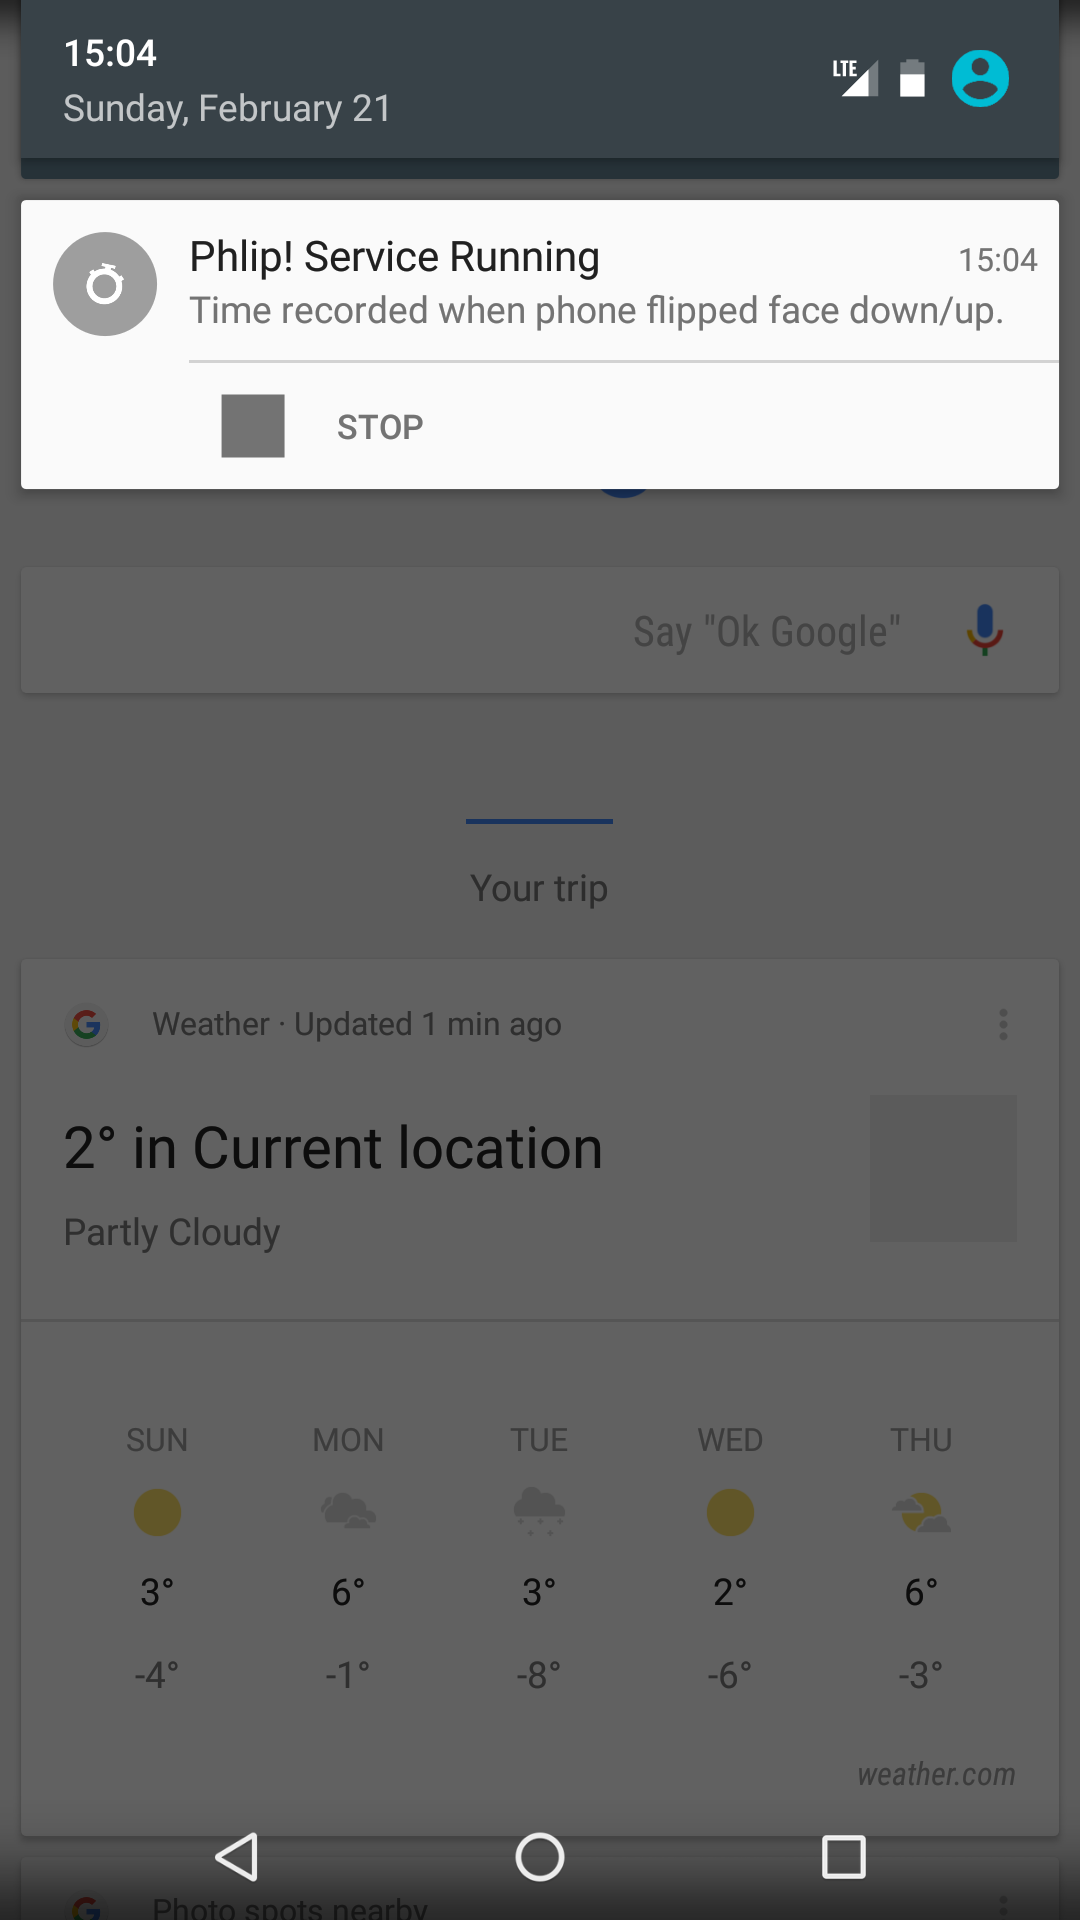 15:04
Sunday, February 21
LTE
Phlip! Service Running
15:04
Time recorded when phone flipped face down/up.
STOP
Say "Ok Google"
Your trip
Weather · Updated 1 min ago
2° in Current location
Partly Cloudy
SUN MON TUE WED THU
3° 6° 3° 2° 6°
-4° -1° -8° -6° -3°
weather.com
Photo spots nearby